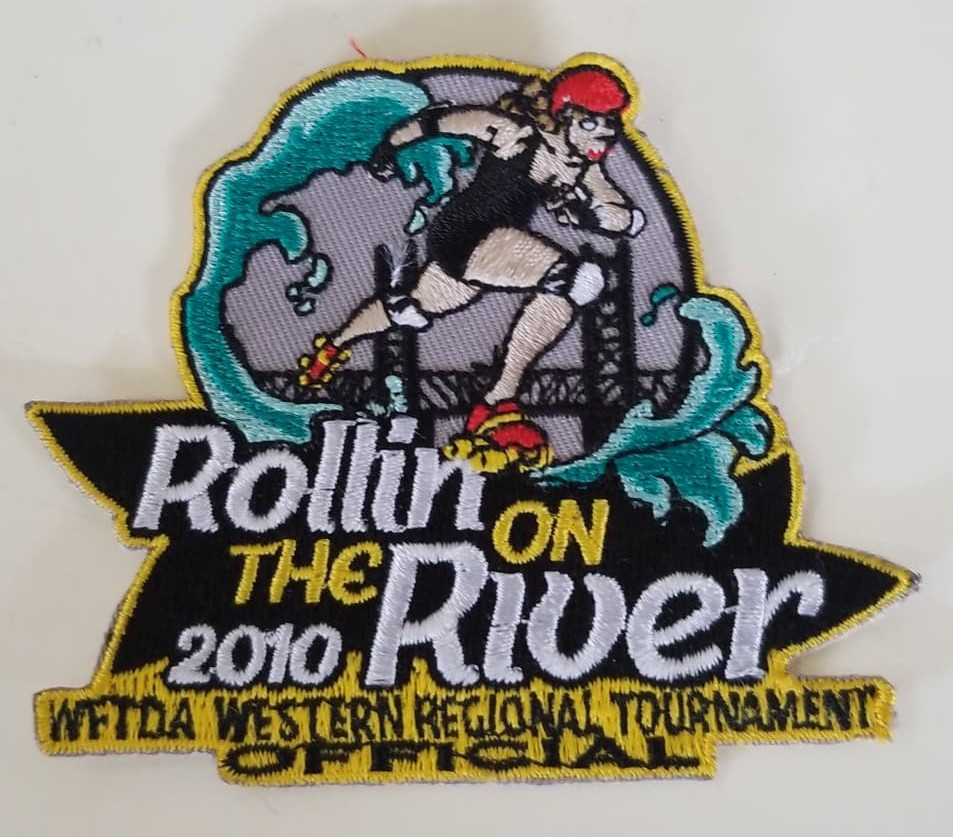 Rollin
ON
THE River
2010
WFTDA WESTERN REGIONAL TOURNAMENT
OFFICIAL